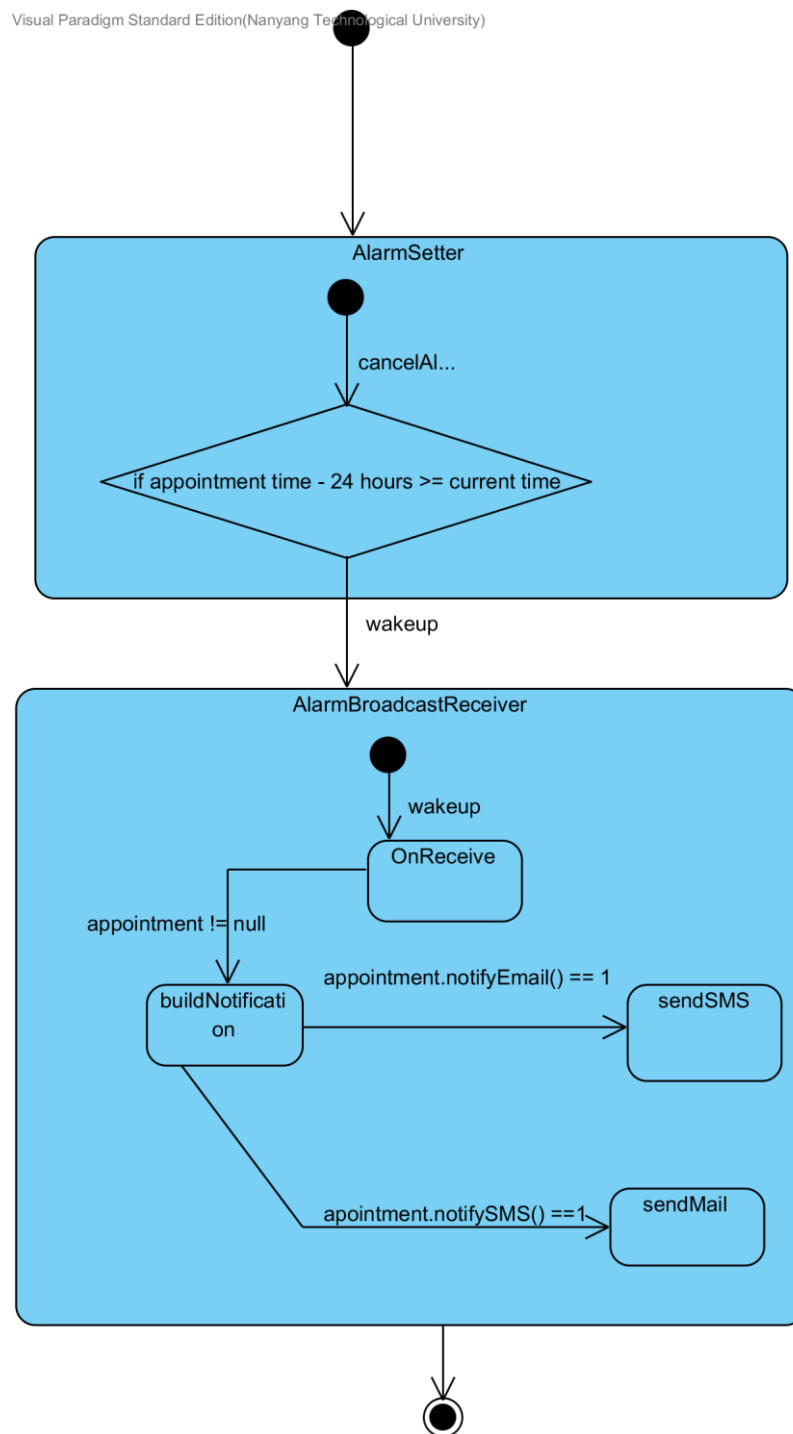 Visual Paradigm Standard Edition(Nanyang Technological University)
AlarmSetter
cancelAl...
if appointment time - 24 hours >= current time
wakeup
AlarmBroadcastReceiver
wakeup
OnReceive
appointment != null
appointment.notifyEmail() == 1
buildNotificati
on
sendSMS
apointment.notifySMS() ==1
sendMail